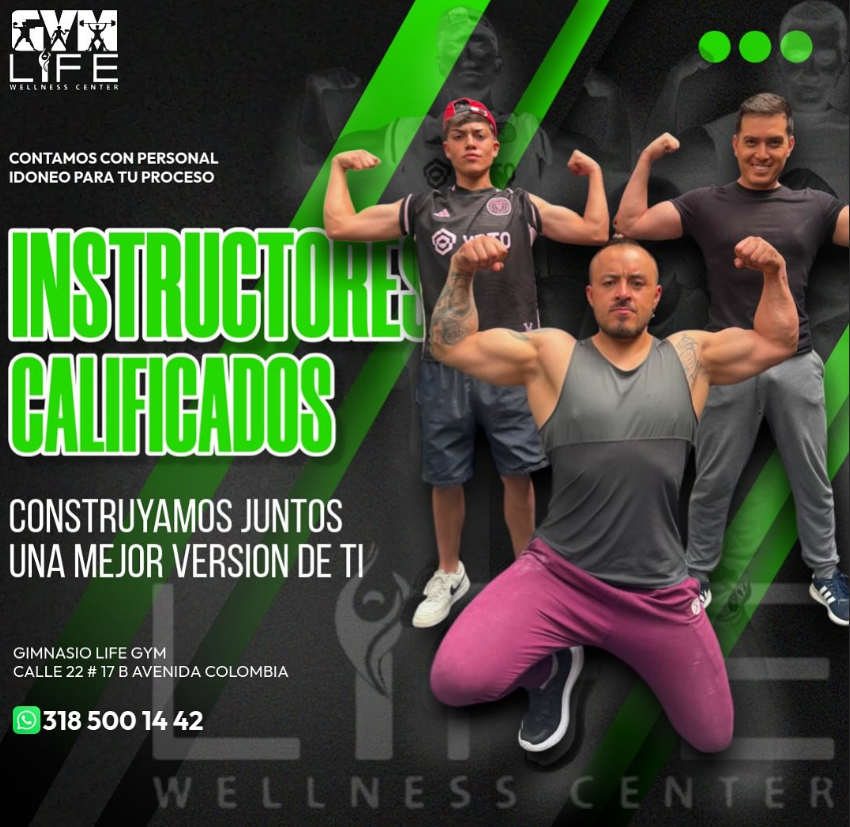 GYM
LIFE
WELLNESS CENTER
CONTAMOS CON PERSONAL
IDONEO PARA TU PROCESO
INSTRUCTORES
CALIFICADOS
CONSTRUYAMOS JUNTOS
UNA MEJOR VERSION DE TI
GIMNASIO LIFE GYM
CALLE 22 # 17 B AVENIDA COLOMBIA
318 500 14 42
LIFE
WELLNESS CENTER